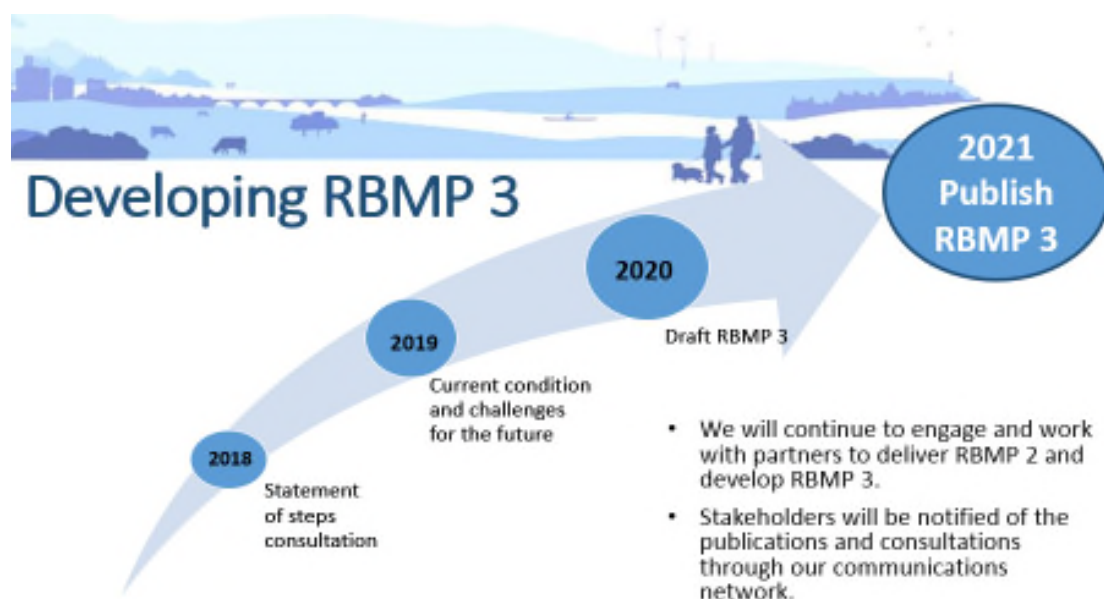 Developing RBMP 3
2021
Publish
RBMP 3
2020
Draft RBMP 3
2019
Current condition
and challenges
for the future
2018
Statement
of steps
consultation
• We will continue to engage and work
with partners to deliver RBMP 2 and
develop RBMP 3.
• Stakeholders will be notified of the
publications and consultations
through our communications
network.